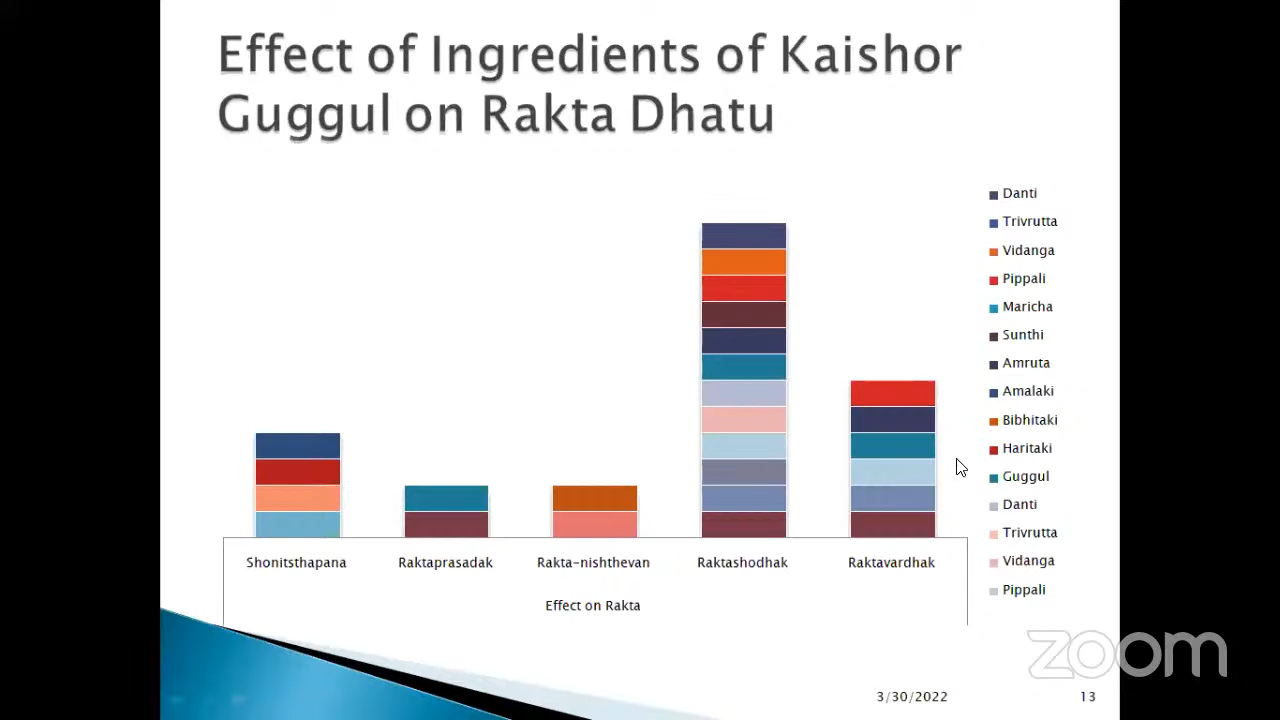 Effect of Ingredients of Kaishor
Guggul on Rakta Dhatu
Danti
Trivrutta
Vidanga
Pippali
Maricha
Sunthi
Amruta
Amalaki
Bibhitaki
Haritaki
Guggul
Danti
Trivrutta
Vidanga
Pippali
Shonitsthapana
Raktaprasadak
Rakta-nishthevan
Raktashodhak
Raktavardhak
Effect on Rakta
zoom
3/30/2022
13